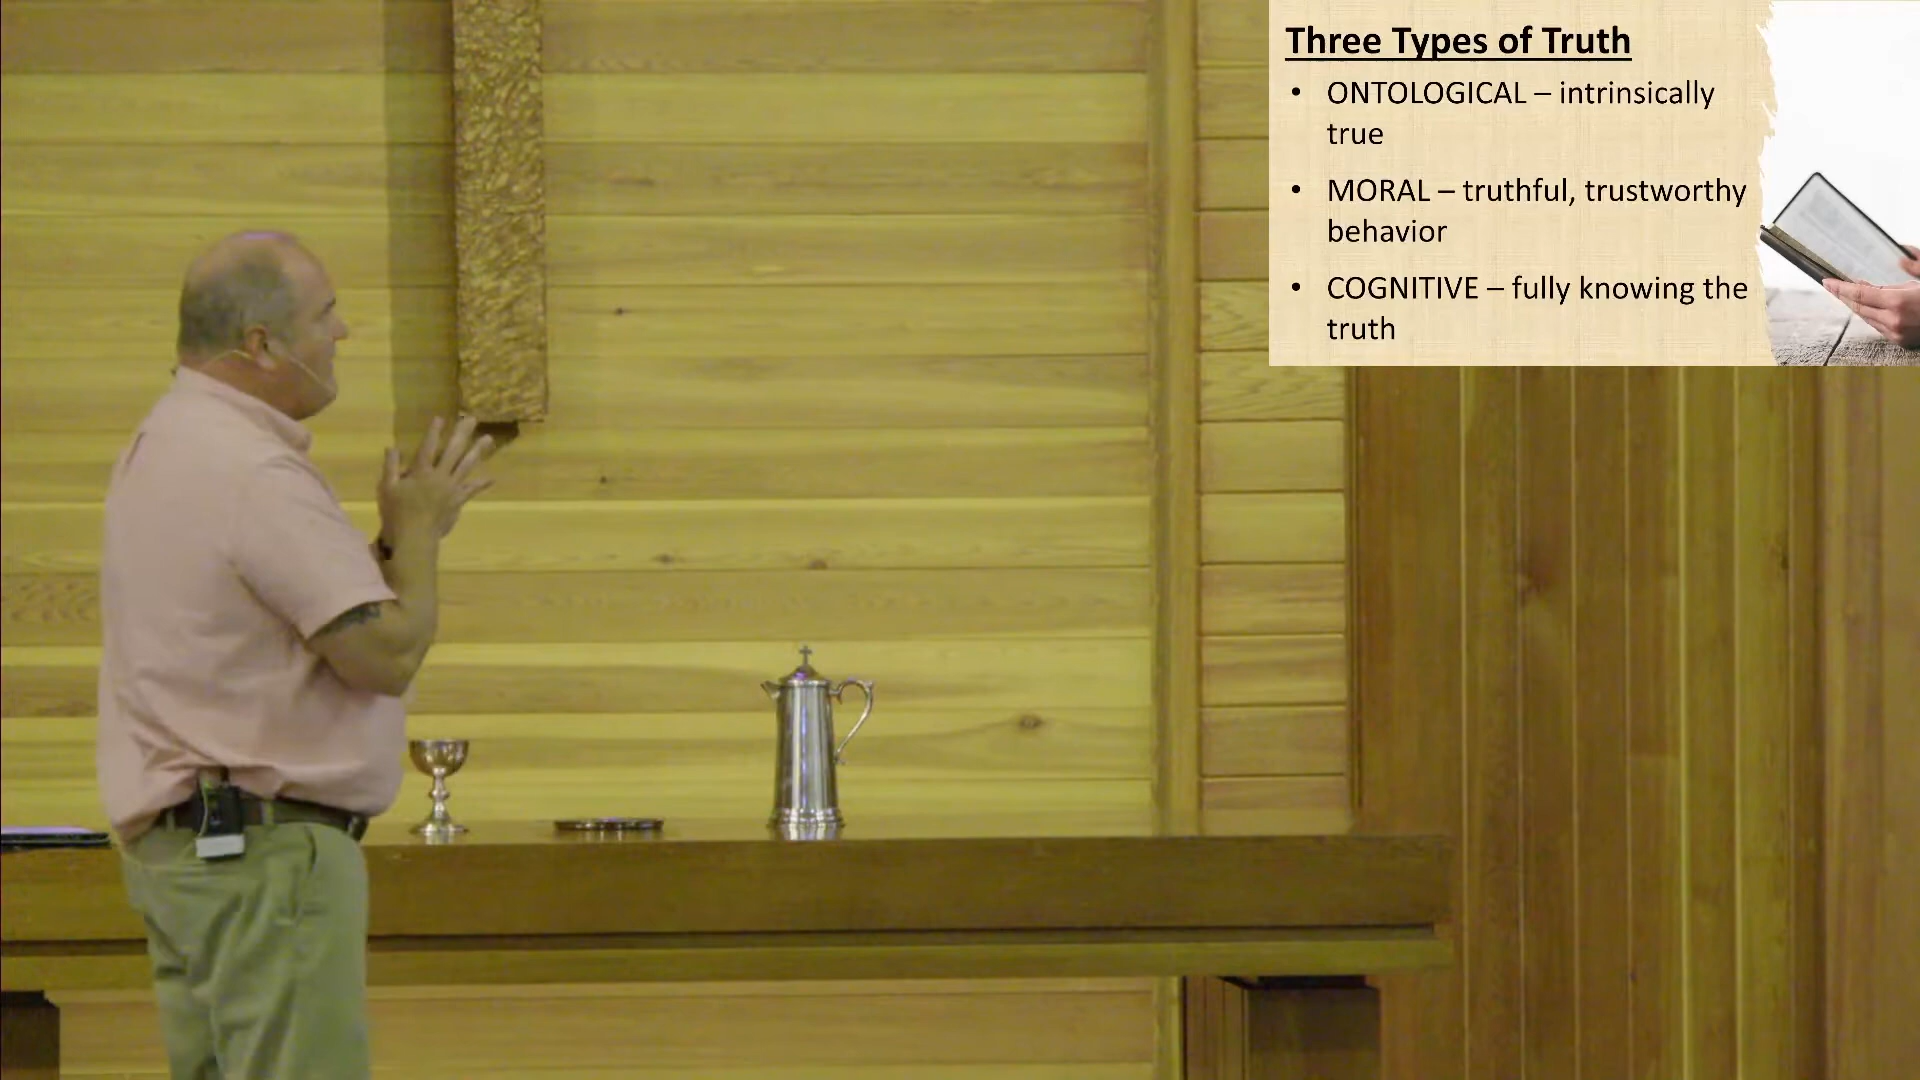 Three Types of Truth
• ONTOLOGICAL – intrinsically
true
• MORAL – truthful, trustworthy
behavior
• COGNITIVE – fully knowing the
truth